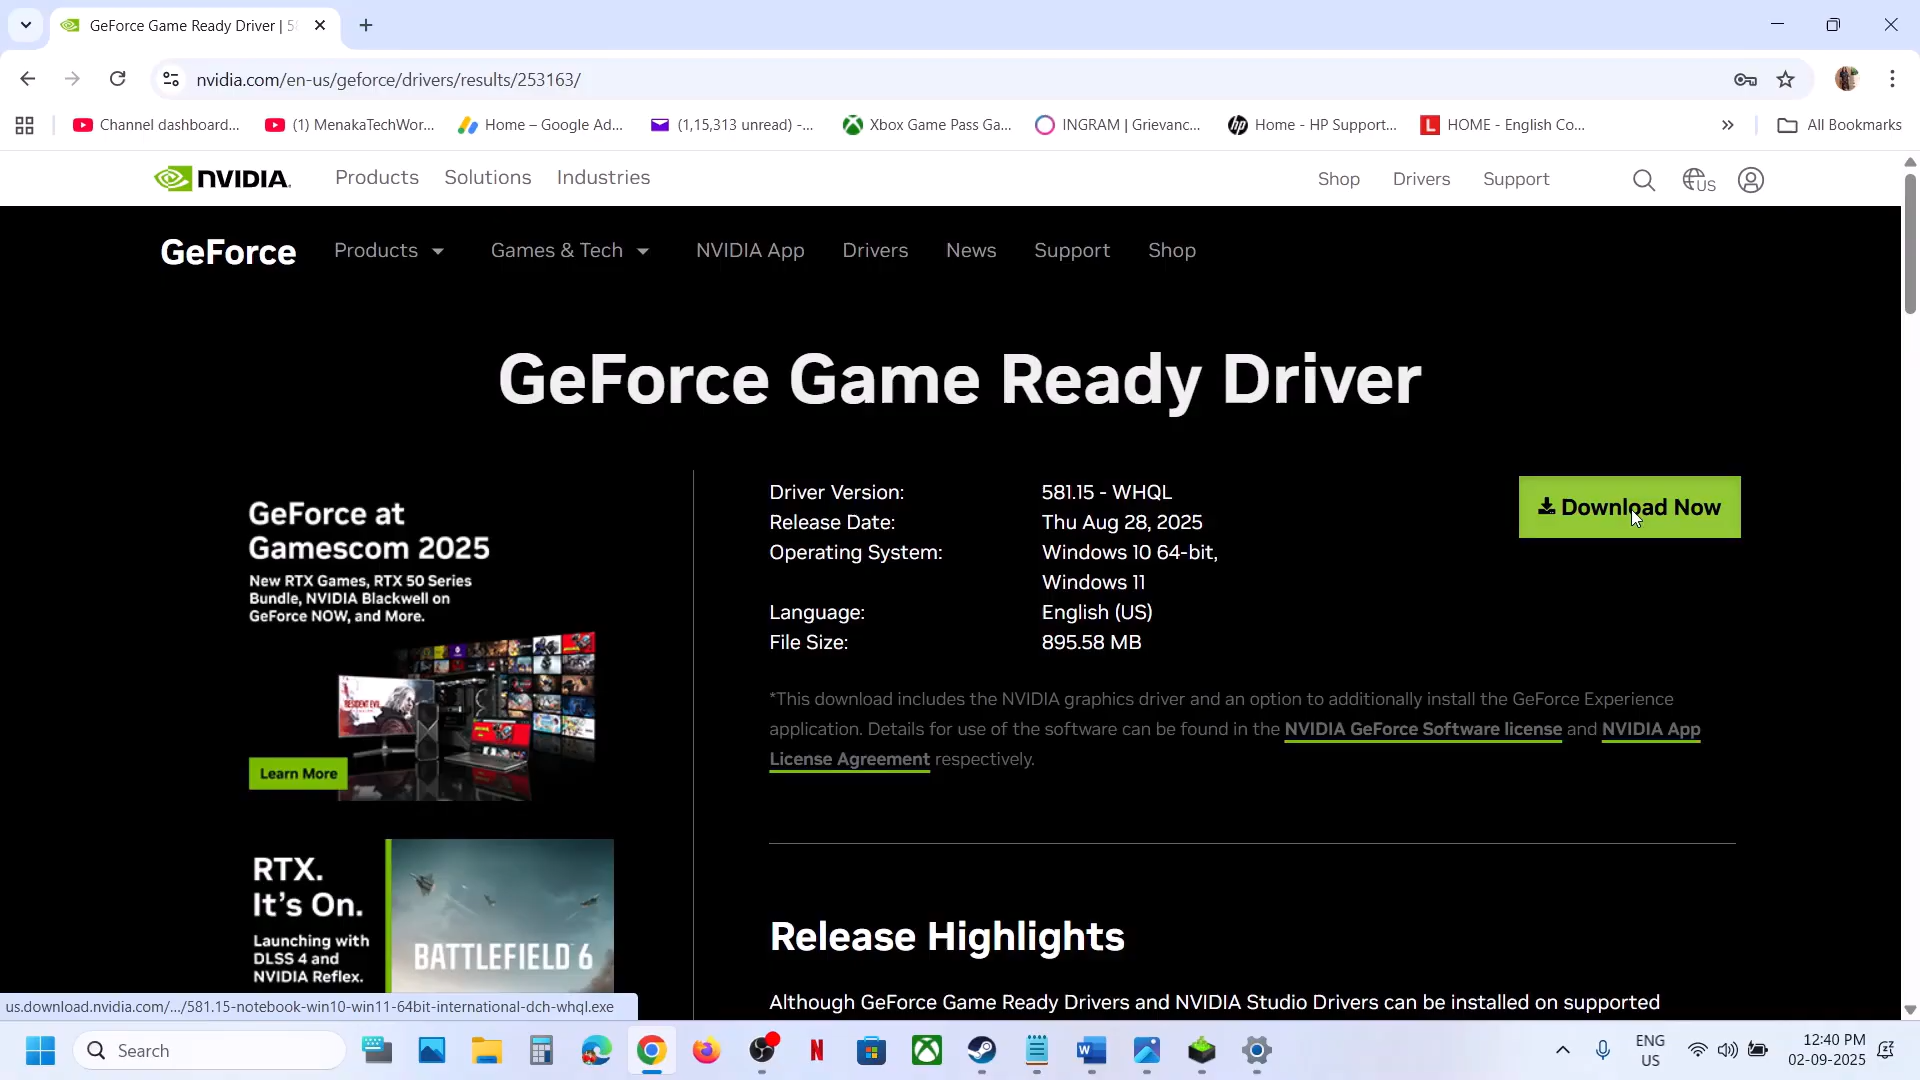 GeForce Game Ready Driver | 58
nvidia.com/en-us/geforce/drivers/results/253163/
Channel dashboard...
(1) MenakaTechWor...
Home – Google Ad...
(1,15,313 unread) -...
Xbox Game Pass Ga...
INGRAM | Grievanc...
Home - HP Support...
HOME - English Co...
All Bookmarks
NVIDIA.
Products
Solutions
Industries
Shop
Drivers
Support
US
GeForce
Products
Games & Tech
NVIDIA App
Drivers
News
Support
Shop
GeForce Game Ready Driver
GeForce at
Gamescom 2025
New RTX Games, RTX 50 Series
Bundle, NVIDIA Blackwell on
GeForce NOW, and More.
Learn More
RTX.
It's On.
Launching with
DLSS 4 and
NVIDIA Reflex.
BATTLEFIELD 6
Driver Version: 581.15 - WHQL
Release Date: Thu Aug 28, 2025
Operating System: Windows 10 64-bit,
Windows 11
Language: English (US)
File Size: 895.58 MB
Download Now
*This download includes the NVIDIA graphics driver and an option to additionally install the GeForce Experience
application. Details for use of the software can be found in the NVIDIA GeForce Software license and NVIDIA App
License Agreement respectively.
Release Highlights
Although GeForce Game Ready Drivers and NVIDIA Studio Drivers can be installed on supported
us.download.nvidia.com/.../581.15-notebook-win10-win11-64bit-international-dch-whql.exe
Search
ENG
US
12:40 PM
02-09-2025